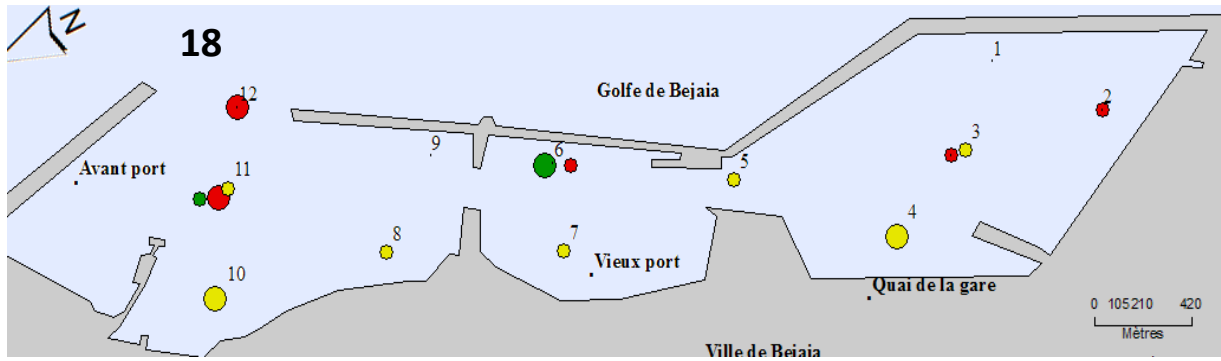 N
18
1
Golfe de Bejaia
12
2
9
6
3
Avant port
11
5
4
8
7
10
Vieux port
Quai de la gare
0 105210 420
Mètres
Ville de Bejaia